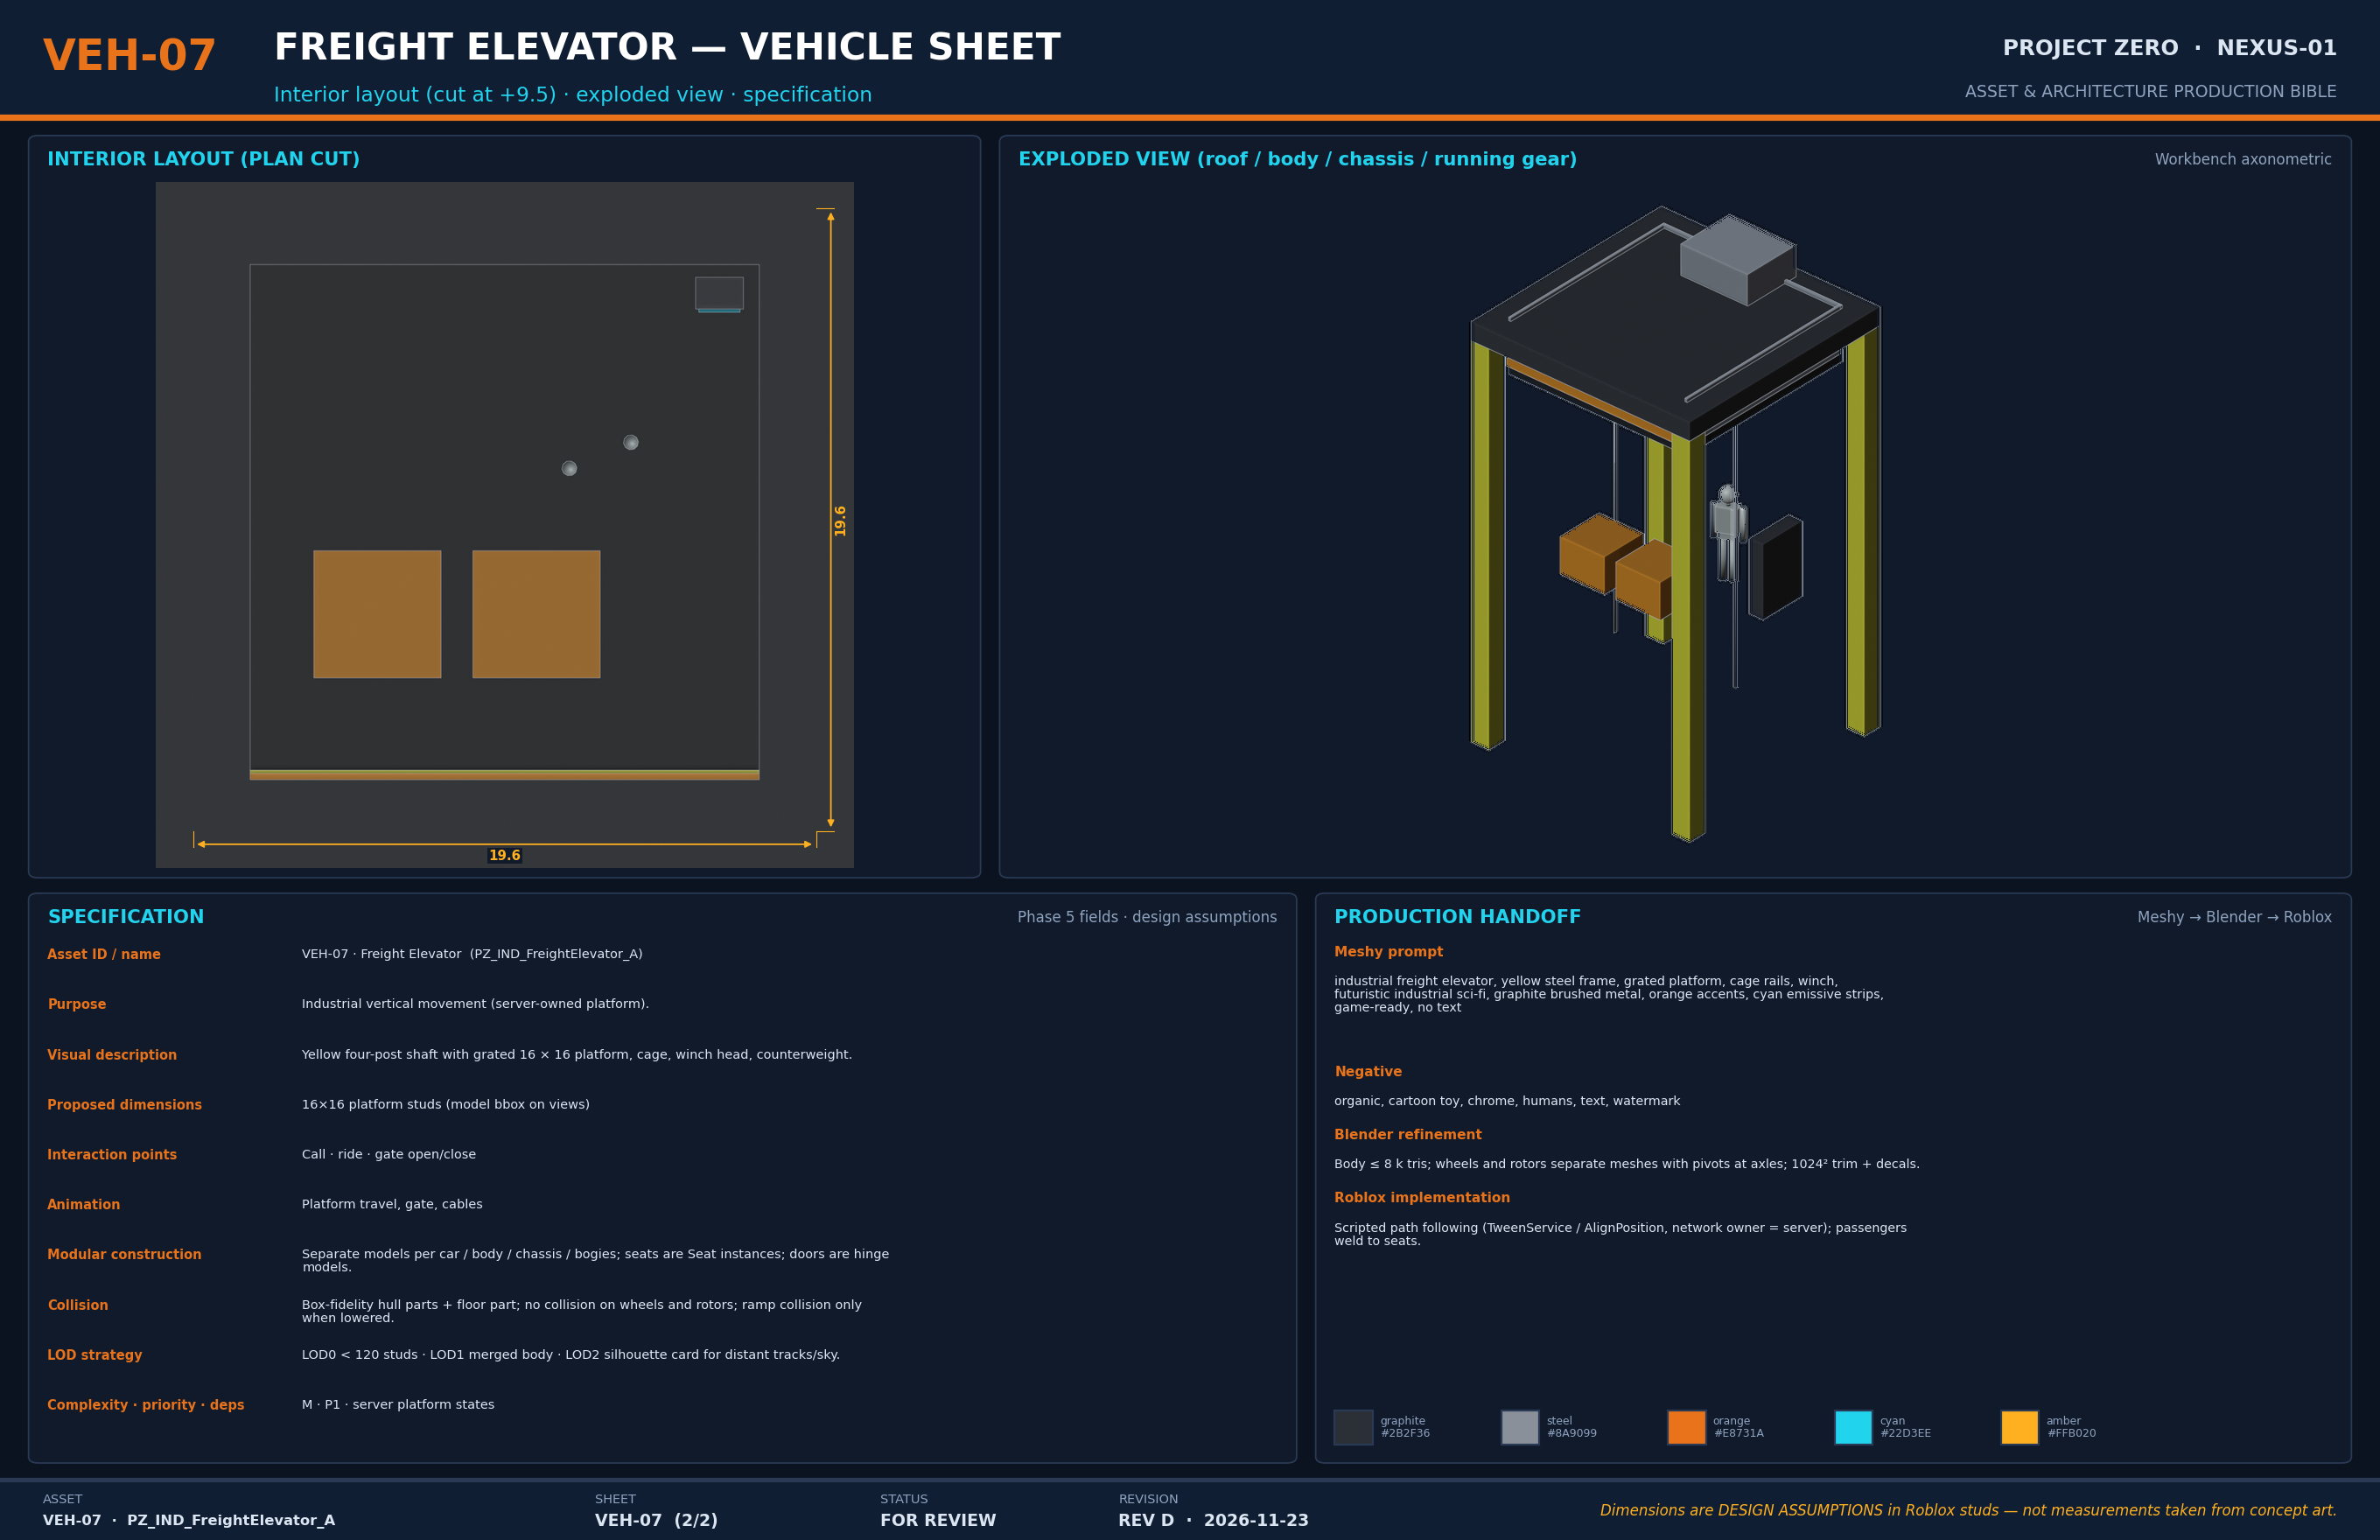 VEH-07
FREIGHT ELEVATOR — VEHICLE SHEET
Interior layout (cut at +9.5) · exploded view · specification
PROJECT ZERO · NEXUS-01
ASSET & ARCHITECTURE PRODUCTION BIBLE
INTERIOR LAYOUT (PLAN CUT)
19.6
19.6
EXPLODED VIEW (roof / body / chassis / running gear)
Workbench axonometric
SPECIFICATION
Phase 5 fields · design assumptions
Asset ID / name
VEH-07 · Freight Elevator (PZ_IND_FreightElevator_A)
Purpose
Industrial vertical movement (server-owned platform).
Visual description
Yellow four-post shaft with grated 16 × 16 platform, cage, winch head, counterweight.
Proposed dimensions
16×16 platform studs (model bbox on views)
Interaction points
Call · ride · gate open/close
Animation
Platform travel, gate, cables
Modular construction
Separate models per car / body / chassis / bogies; seats are Seat instances; doors are hinge
models.
Collision
Box-fidelity hull parts + floor part; no collision on wheels and rotors; ramp collision only
when lowered.
LOD strategy
LOD0 < 120 studs · LOD1 merged body · LOD2 silhouette card for distant tracks/sky.
Complexity · priority · deps
M · P1 · server platform states
PRODUCTION HANDOFF
Meshy → Blender → Roblox
Meshy prompt
industrial freight elevator, yellow steel frame, grated platform, cage rails, winch,
futuristic industrial sci-fi, graphite brushed metal, orange accents, cyan emissive strips,
game-ready, no text
Negative
organic, cartoon toy, chrome, humans, text, watermark
Blender refinement
Body ≤ 8 k tris; wheels and rotors separate meshes with pivots at axles; 1024² trim + decals.
Roblox implementation
Scripted path following (TweenService / AlignPosition, network owner = server); passengers
weld to seats.
graphite
#2B2F36
steel
#8A9099
orange
#E8731A
cyan
#22D3EE
amber
#FFB020
ASSET
VEH-07 · PZ_IND_FreightElevator_A
SHEET
VEH-07 (2/2)
STATUS
FOR REVIEW
REVISION
REV D · 2026-11-23
Dimensions are DESIGN ASSUMPTIONS in Roblox studs — not measurements taken from concept art.